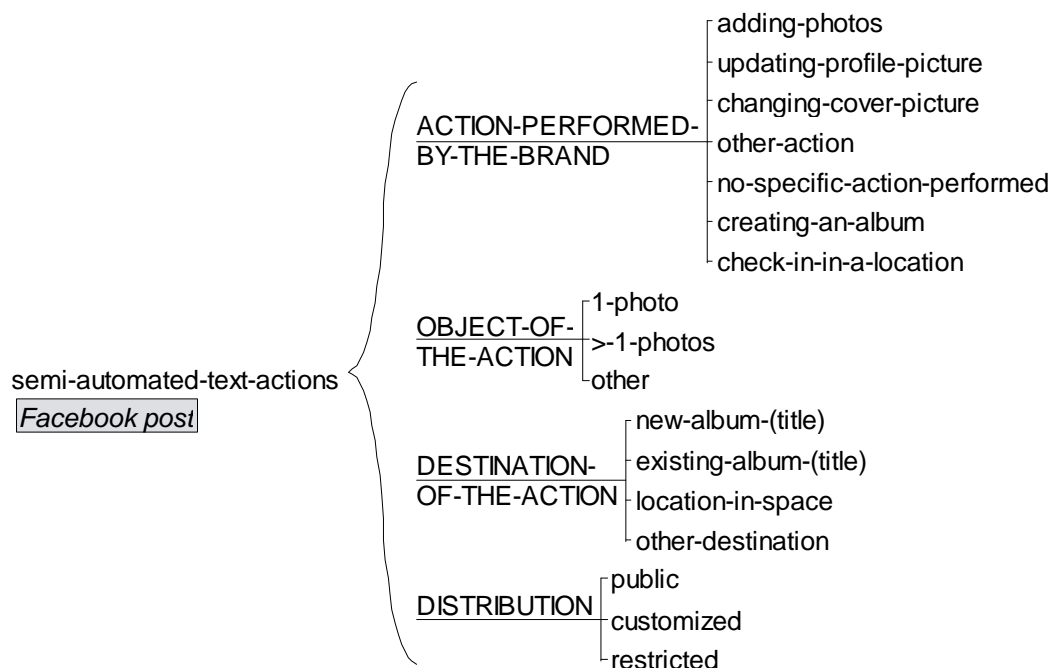 adding-photos
updating-profile-picture
changing-cover-picture
ACTION-PERFORMED-
BY-THE-BRAND
other-action
no-specific-action-performed
creating-an-album
check-in-in-a-location
1-photo
OBJECT-OF-
THE-ACTION
>-1-photos
other
semi-automated-text-actions
Facebook post
new-album-(title)
existing-album-(title)
DESTINATION-
OF-THE-ACTION
location-in-space
other-destination
public
DISTRIBUTION
customized
restricted